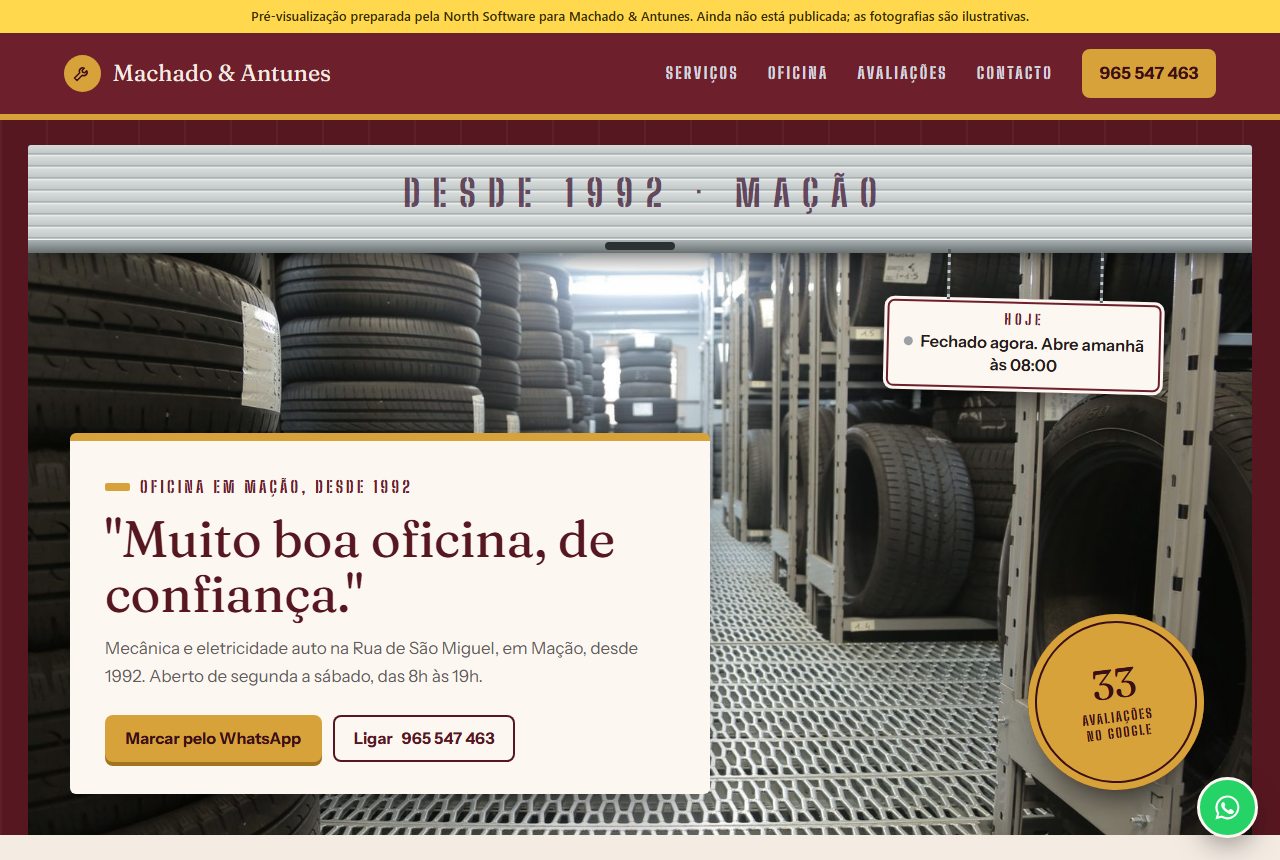 Pré-visualização preparada pela North Software para Machado & Antunes. Ainda não está publicada; as fotografias são ilustrativas.
Machado & Antunes
SERVIÇOS
OFICINA
AVALIAÇÕES
CONTACTO
965 547 463
DESDE 1992 · MAÇÃO
HOJE
Fechado agora. Abre amanhã
às 08:00
OFICINA EM MAÇÃO, DESDE 1992
"Muito boa oficina, de
confiança."
Mecânica e eletricidade auto na Rua de São Miguel, em Mação, desde
1992. Aberto de segunda a sábado, das 8h às 19h.
Marcar pelo WhatsApp
Ligar 965 547 463
33
AVALIAÇÕES
NO GOOGLE